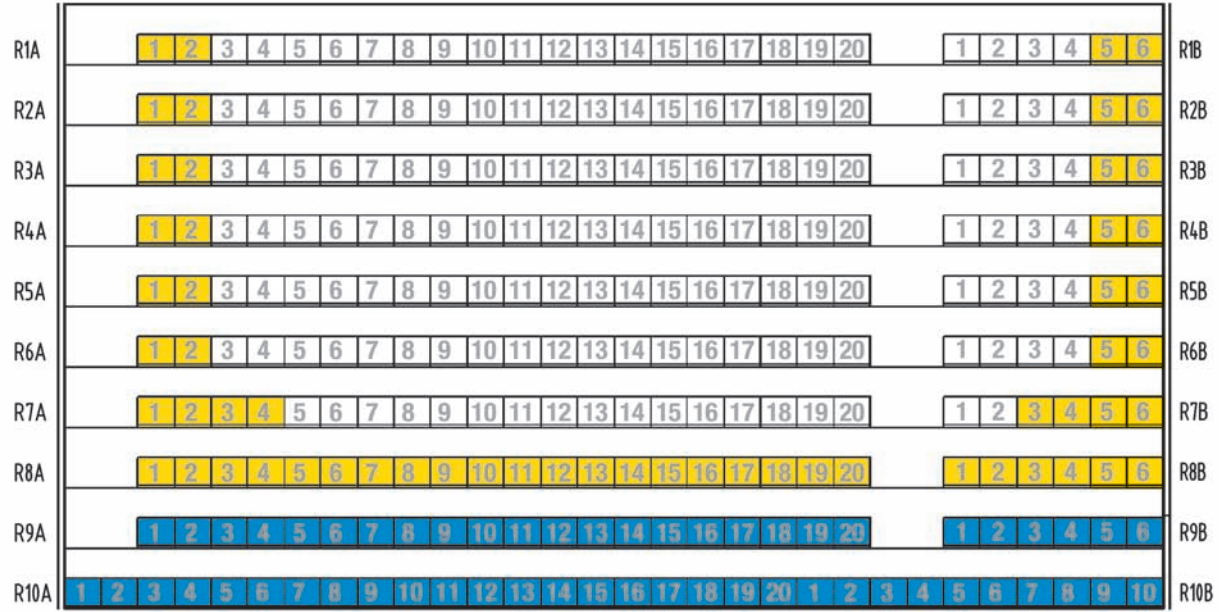 R1A 1 2 3 4 5 6 7 8 9 10 11 12 13 14 15 16 17 18 19 20 1 2 3 4 5 6 R1B
R2A 1 2 3 4 5 6 7 8 9 10 11 12 13 14 15 16 17 18 19 20 1 2 3 4 5 6 R2B
R3A 1 2 3 4 5 6 7 8 9 10 11 12 13 14 15 16 17 18 19 20 1 2 3 4 5 6 R3B
R4A 1 2 3 4 5 6 7 8 9 10 11 12 13 14 15 16 17 18 19 20 1 2 3 4 5 6 R4B
R5A 1 2 3 4 5 6 7 8 9 10 11 12 13 14 15 16 17 18 19 20 1 2 3 4 5 6 R5B
R6A 1 2 3 4 5 6 7 8 9 10 11 12 13 14 15 16 17 18 19 20 1 2 3 4 5 6 R6B
R7A 1 2 3 4 5 6 7 8 9 10 11 12 13 14 15 16 17 18 19 20 1 2 3 4 5 6 R7B
R8A 1 2 3 4 5 6 7 8 9 10 11 12 13 14 15 16 17 18 19 20 1 2 3 4 5 6 R8B
R9A 1 2 3 4 5 6 7 8 9 10 11 12 13 14 15 16 17 18 19 20 1 2 3 4 5 6 R9B
R10A 1 2 3 4 5 6 7 8 9 10 11 12 13 14 15 16 17 18 19 20 1 2 3 4 5 6 7 8 9 10 R10B